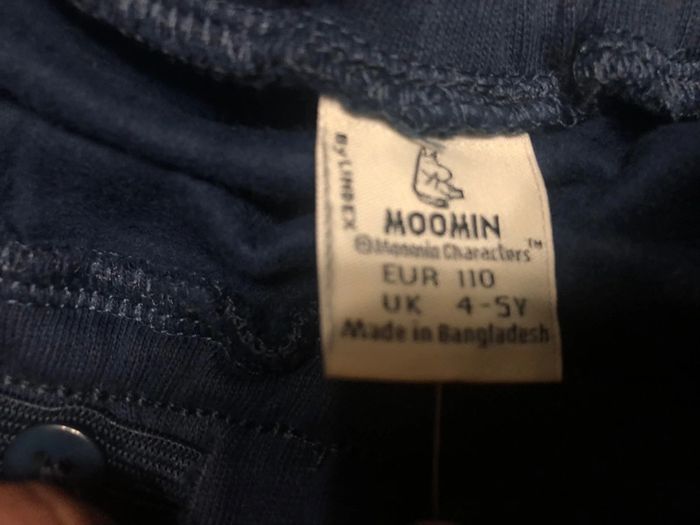 By LINDEX
MOOMIN
©Moomin Characters™
EUR 110
UK 4-5Y
Made in Bangladesh